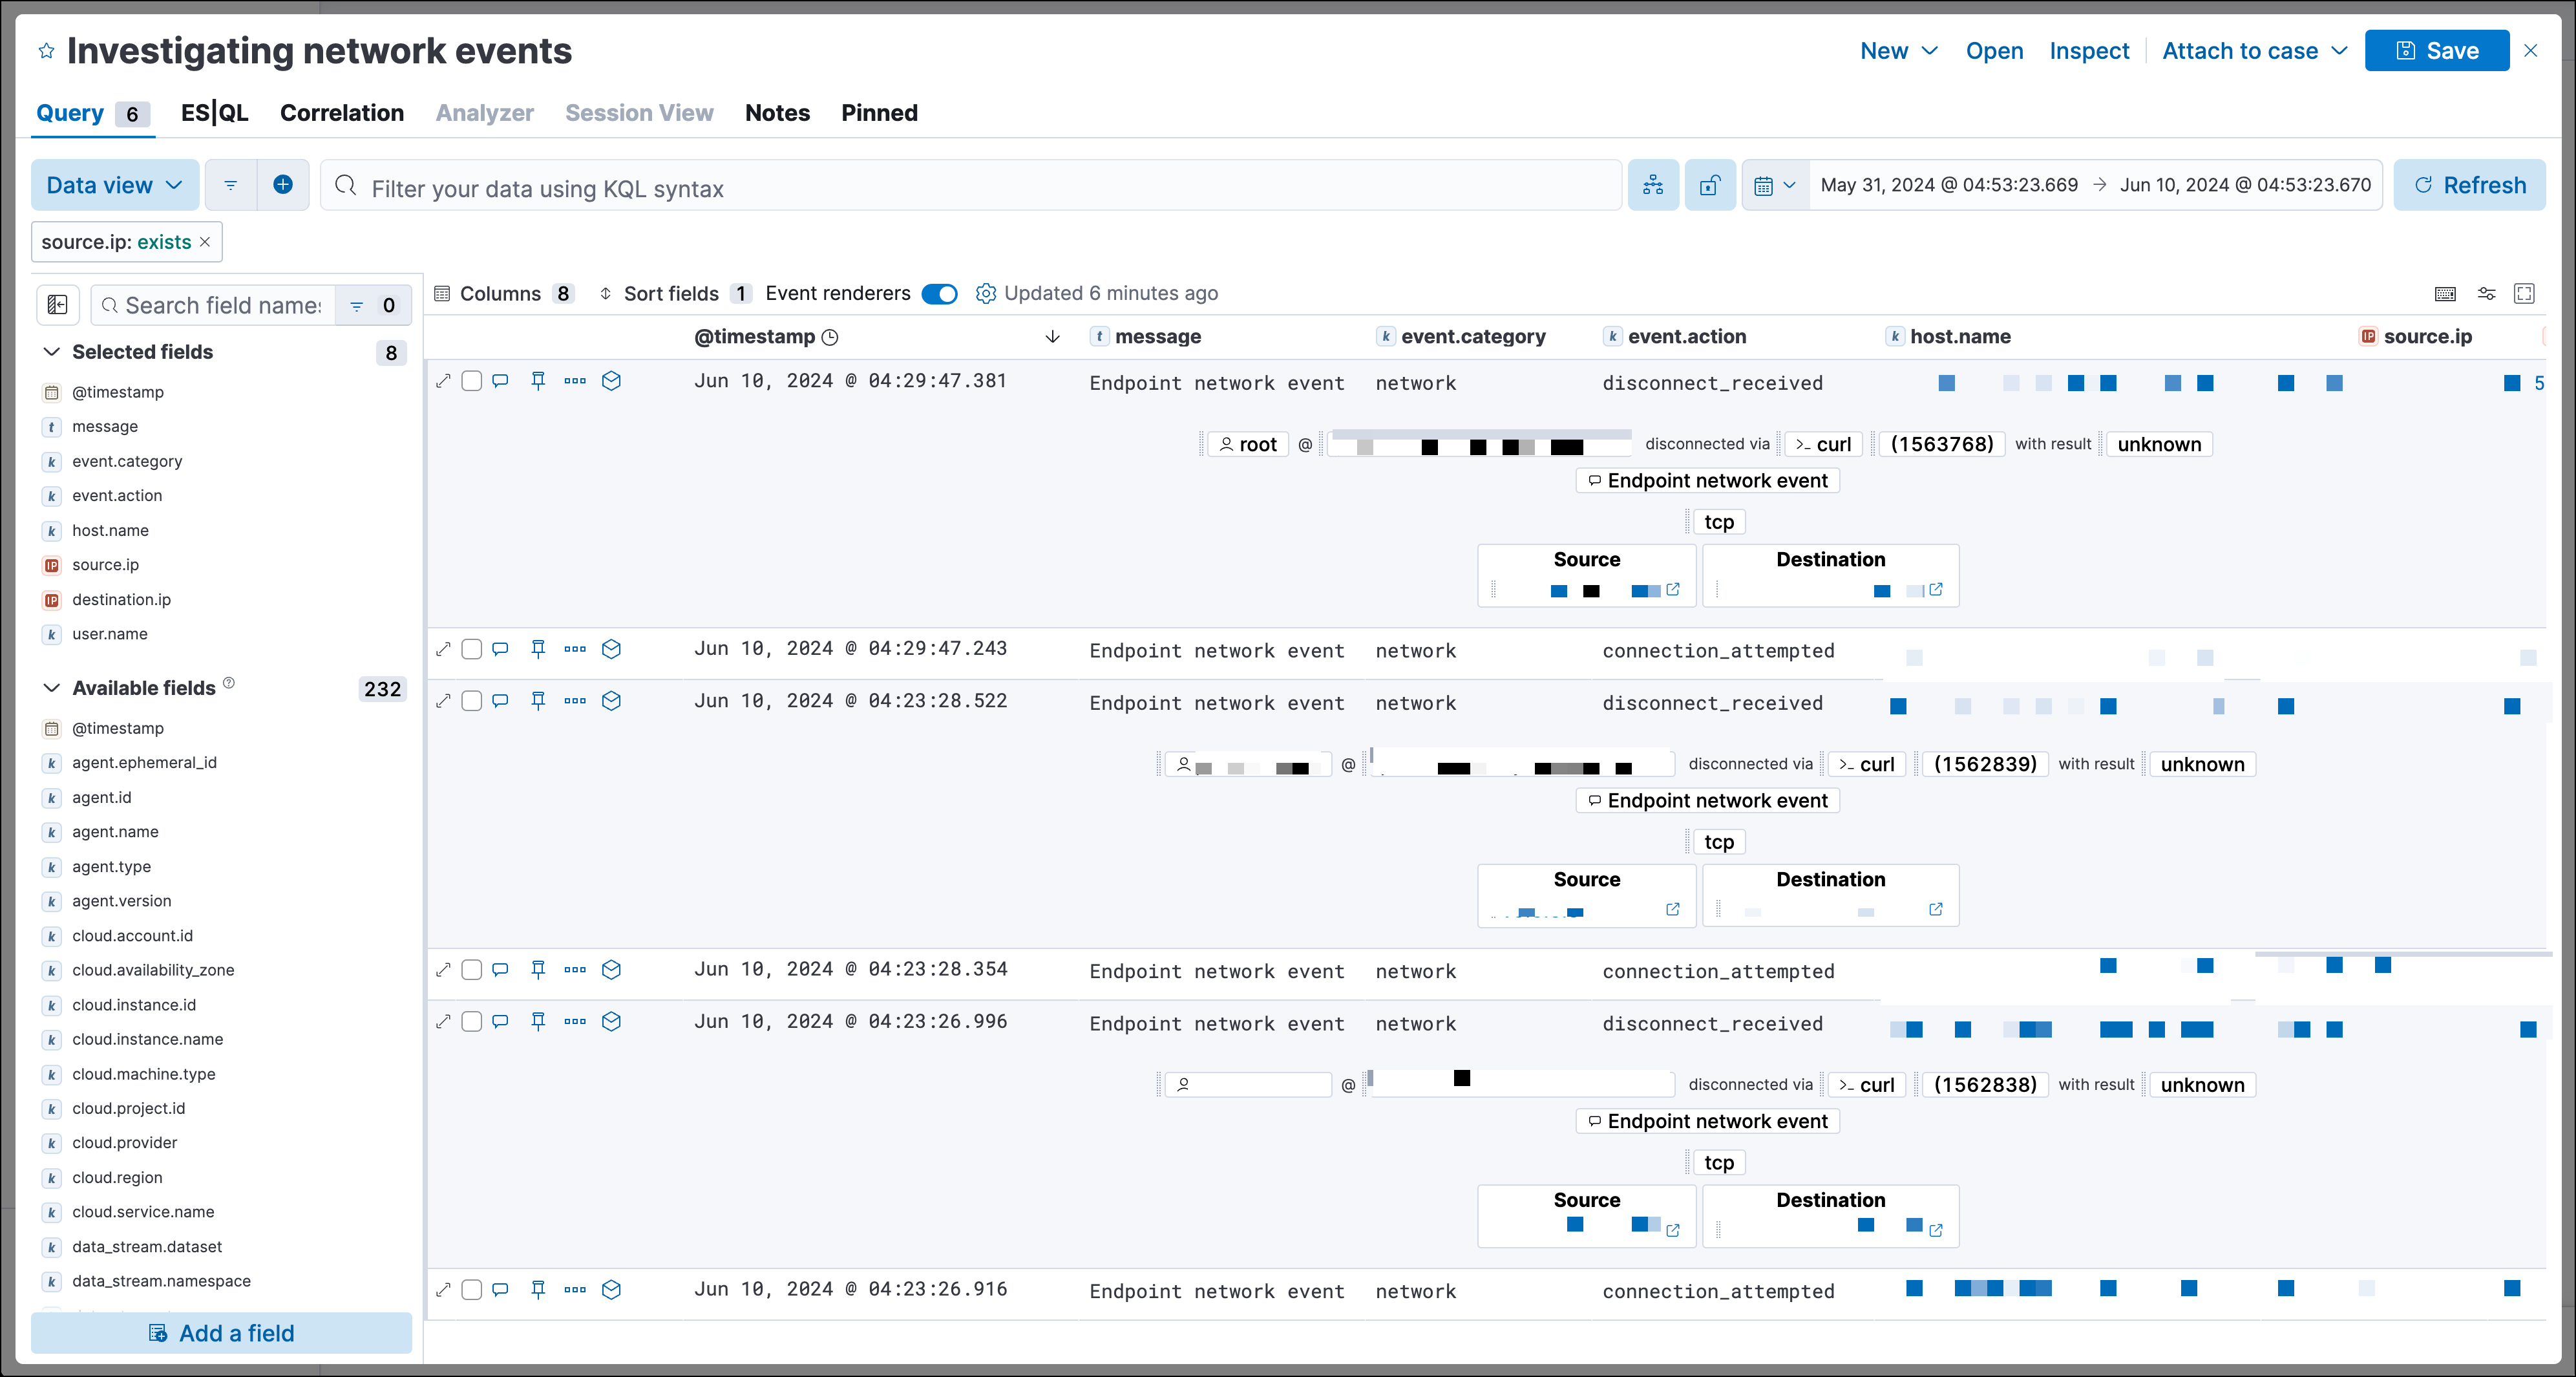 Investigating network events
New Open Inspect Attach to case Save
Query 6 ES|QL Correlation Analyzer Session View Notes Pinned
Data view Filter your data using KQL syntax May 31, 2024 @ 04:53:23.669 → Jun 10, 2024 @ 04:53:23.670 Refresh
source.ip: exists
Search field names 0
Columns 8 Sort fields 1 Event renderers Updated 6 minutes ago
Selected fields 8
@timestamp
message
event.category
event.action
host.name
source.ip
destination.ip
user.name
Available fields 232
@timestamp
agent.ephemeral_id
agent.id
agent.name
agent.type
agent.version
cloud.account.id
cloud.availability_zone
cloud.instance.id
cloud.instance.name
cloud.machine.type
cloud.project.id
cloud.provider
cloud.region
cloud.service.name
data_stream.dataset
data_stream.namespace
Add a field
@timestamp message event.category event.action host.name source.ip
Jun 10, 2024 @ 04:29:47.381 Endpoint network event network disconnect_received 5
root @ disconnected via >_ curl (1563768) with result unknown
Endpoint network event
tcp
Source Destination
Jun 10, 2024 @ 04:29:47.243 Endpoint network event network connection_attempted
Jun 10, 2024 @ 04:23:28.522 Endpoint network event network disconnect_received
@ disconnected via >_ curl (1562839) with result unknown
Endpoint network event
tcp
Source Destination
Jun 10, 2024 @ 04:23:28.354 Endpoint network event network connection_attempted
Jun 10, 2024 @ 04:23:26.996 Endpoint network event network disconnect_received
@ disconnected via >_ curl (1562838) with result unknown
Endpoint network event
tcp
Source Destination
Jun 10, 2024 @ 04:23:26.916 Endpoint network event network connection_attempted